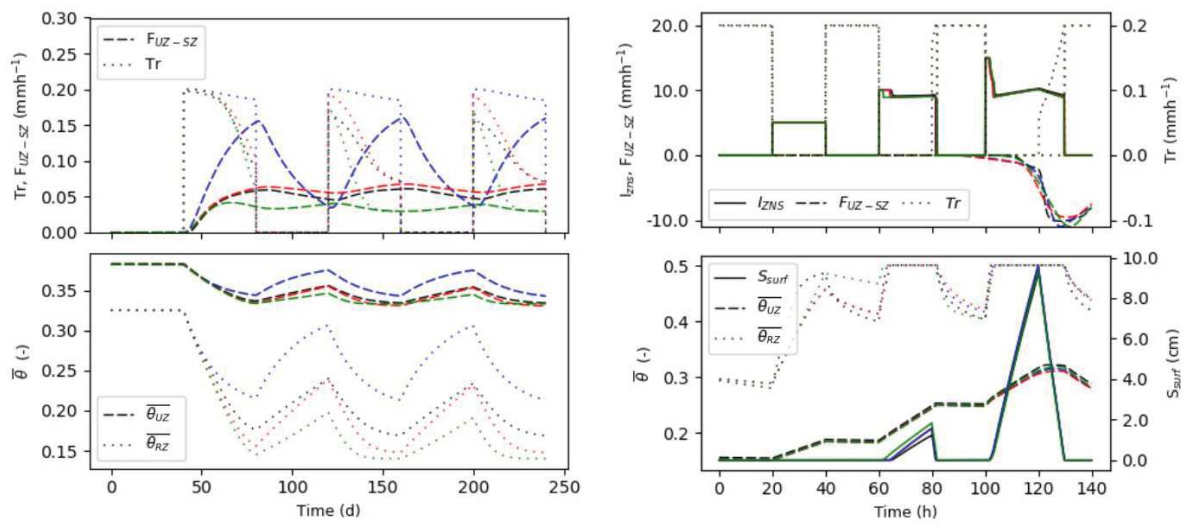 0.30
0.25
0.20
0.15
0.10
0.05
0.00
Tr, F_UZ−SZ (mmh⁻¹)
F_UZ−SZ
Tr
0.35
0.30
0.25
0.20
0.15
θ (-)
θ_UZ
θ_RZ
0 50 100 150 200 250
Time (d)
20.0
10.0
0.0
-10.0
I_zns, F_UZ−SZ (mmh⁻¹)
I_ZNS F_UZ−SZ Tr
0.2
0.1
0.0
-0.1
Tr (mmh⁻¹)
0.5
0.4
0.3
0.2
θ (-)
S_surf
θ_UZ
θ_RZ
10.0
8.0
6.0
4.0
2.0
0.0
S_surf (cm)
0 20 40 60 80 100 120 140
Time (h)